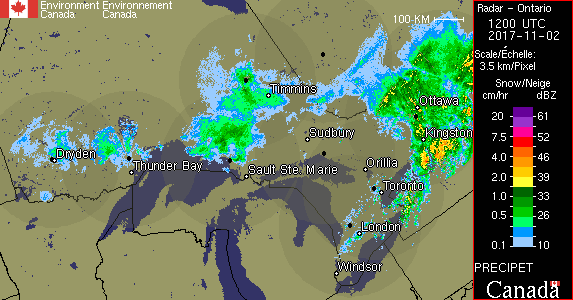 Environment Environnement
Canada Canada
100 KM
Radar - Ontario
1200 UTC
2017-11-02
Scale/Échelle:
3.5 km/Pixel
Snow/Neige
cm/hr dBZ
20 61
7.5 52
4.0 46
2.0 39
1.0 33
0.5 26
0.1 10
PRECIPET
Canada
Timmins
Ottawa
Sudbury
Kingston
Dryden
Thunder Bay
Sault Ste. Marie
Orillia
Toronto
London
Windsor